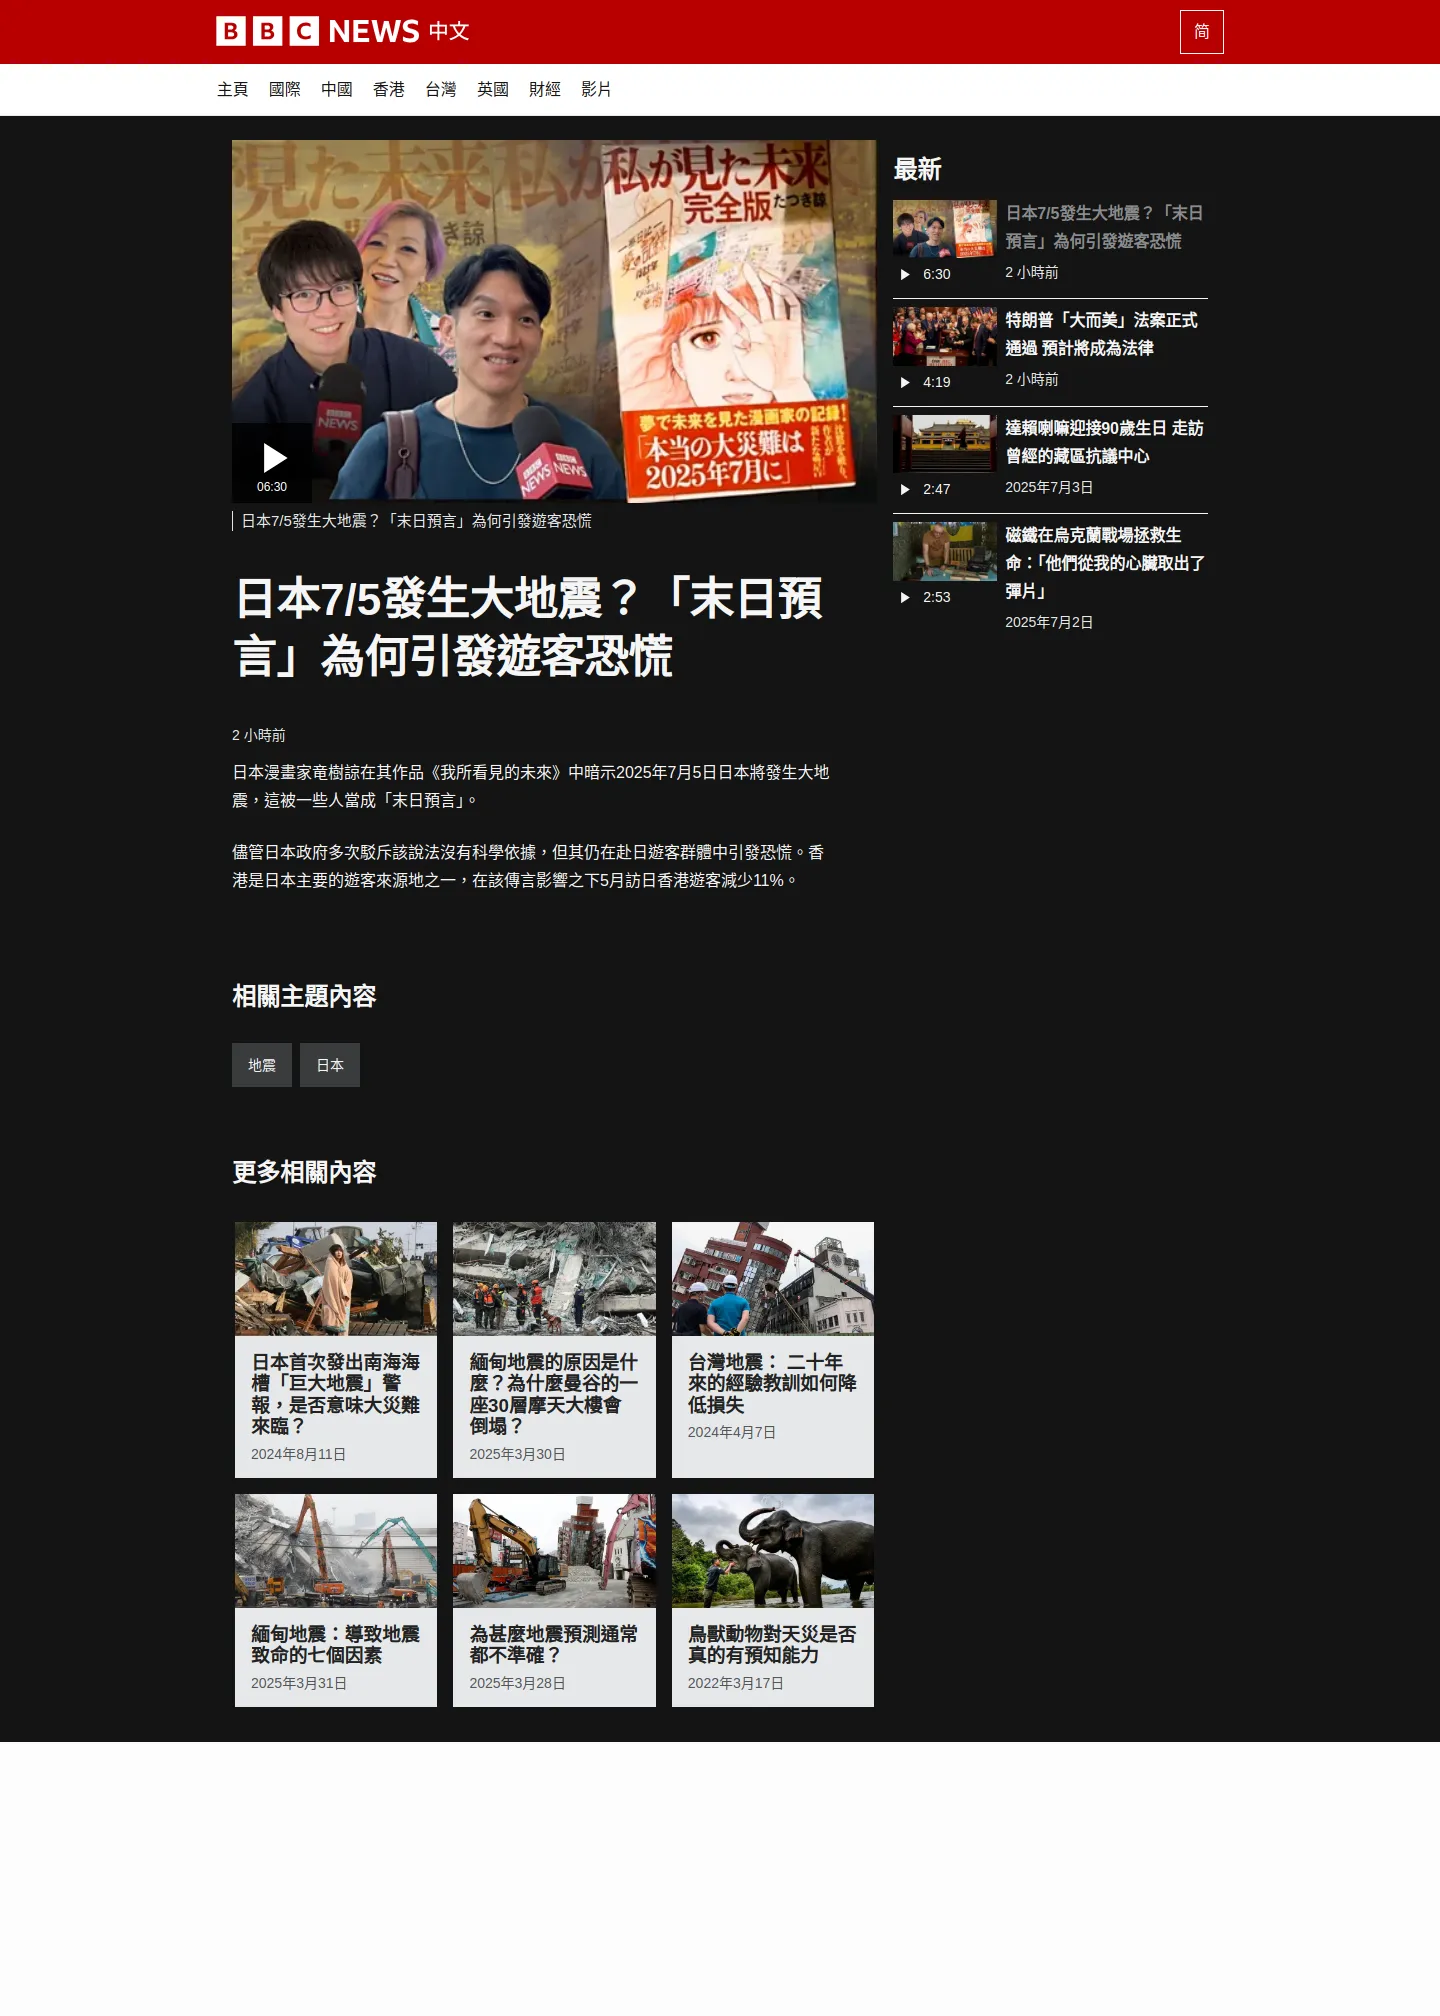 BBC NEWS 中文
简
主頁 國際 中國 香港 台灣 英國 財經 影片
見た未来 私が
私が見た未来
完全版 たつき諒
き諒
夢で未来を見た漫画家の記録!
「本当の大災難は
2025年7月に」
BBC
NEWS
BBC
NEWS
NEWS
06:30
日本7/5發生大地震？「末日預言」為何引發遊客恐慌
日本7/5發生大地震？「末日預
言」為何引發遊客恐慌
2 小時前
日本漫畫家竜樹諒在其作品《我所看見的未來》中暗示2025年7月5日日本將發生大地
震，這被一些人當成「末日預言」。
儘管日本政府多次駁斥該說法沒有科學依據，但其仍在赴日遊客群體中引發恐慌。香
港是日本主要的遊客來源地之一，在該傳言影響之下5月訪日香港遊客減少11%。
最新
日本7/5發生大地震？「末日
預言」為何引發遊客恐慌
6:30
2 小時前
特朗普「大而美」法案正式
通過 預計將成為法律
4:19
2 小時前
達賴喇嘛迎接90歲生日 走訪
曾經的藏區抗議中心
2:47
2025年7月3日
磁鐵在烏克蘭戰場拯救生
命：「他們從我的心臟取出了
彈片」
2:53
2025年7月2日
相關主題內容
地震 日本
更多相關內容
日本首次發出南海海
槽「巨大地震」警
報，是否意味大災難
來臨？
2024年8月11日
緬甸地震的原因是什
麼？為什麼曼谷的一
座30層摩天大樓會
倒塌？
2025年3月30日
台灣地震： 二十年
來的經驗教訓如何降
低損失
2024年4月7日
緬甸地震：導致地震
致命的七個因素
2025年3月31日
為甚麼地震預測通常
都不準確？
2025年3月28日
鳥獸動物對天災是否
真的有預知能力
2022年3月17日